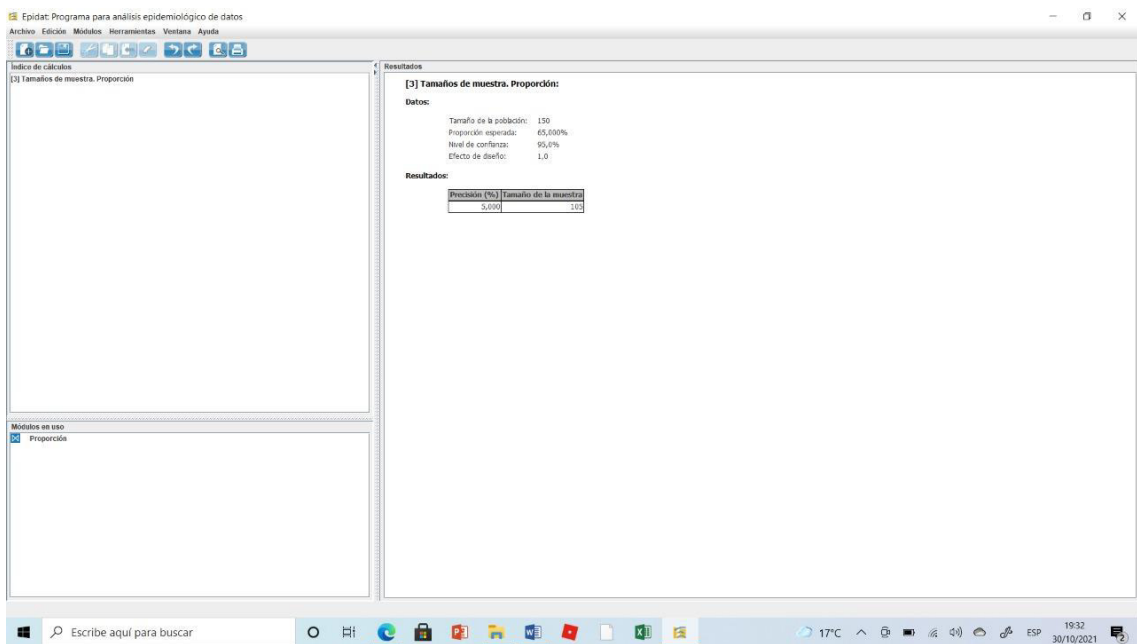 Epidat: Programa para análisis epidemiológico de datos
Archivo Edición Módulos Herramientas Ventana Ayuda
Índice de cálculos
[3] Tamaños de muestra. Proporción
Resultados
[3] Tamaños de muestra. Proporción:
Datos:
Tamaño de la población: 150
Proporción esperada: 65,000%
Nivel de confianza: 95,0%
Efecto de diseño: 1,0
Resultados:
Precisión (%) Tamaño de la muestra
5,000 105
Módulos en uso
Proporción
Escribe aquí para buscar
17°C
ESP
19:32
30/10/2021
2